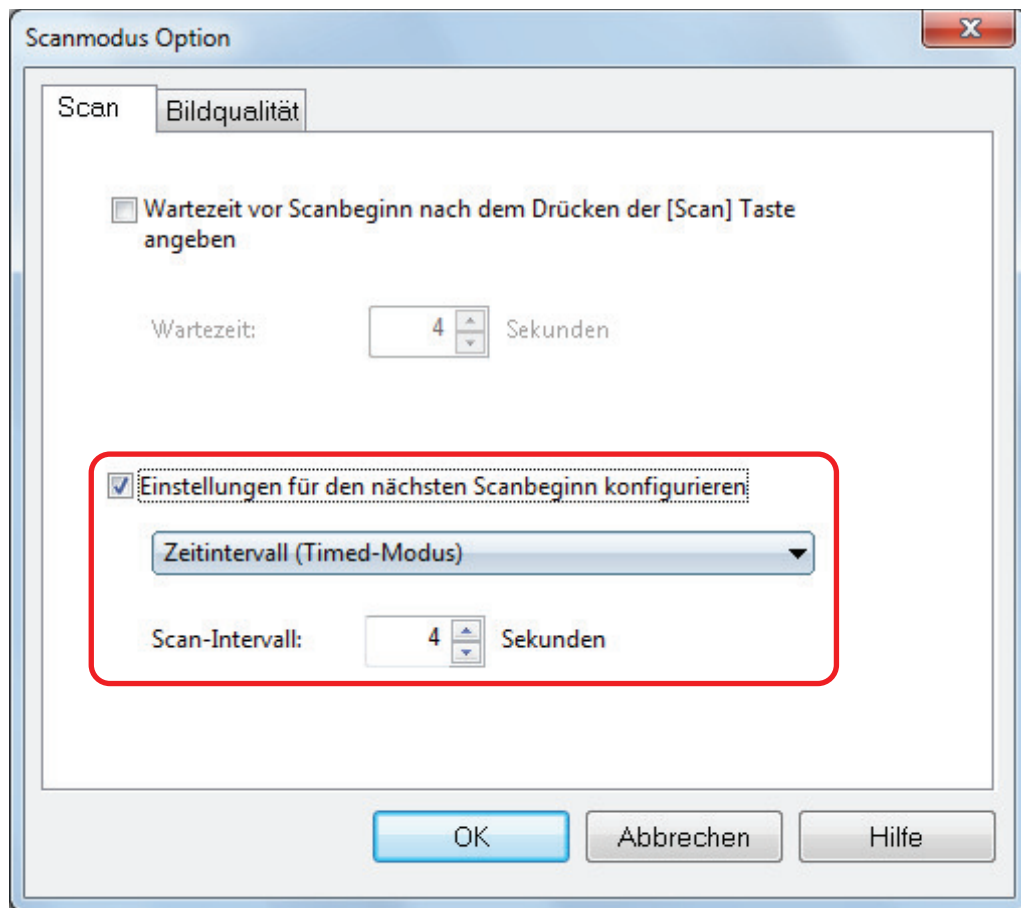 Scanmodus Option
Scan
Bildqualität
Wartezeit vor Scanbeginn nach dem Drücken der [Scan] Taste
angeben
Wartezeit: 4 Sekunden
Einstellungen für den nächsten Scanbeginn konfigurieren
Zeitintervall (Timed-Modus)
Scan-Intervall: 4 Sekunden
OK Abbrechen Hilfe